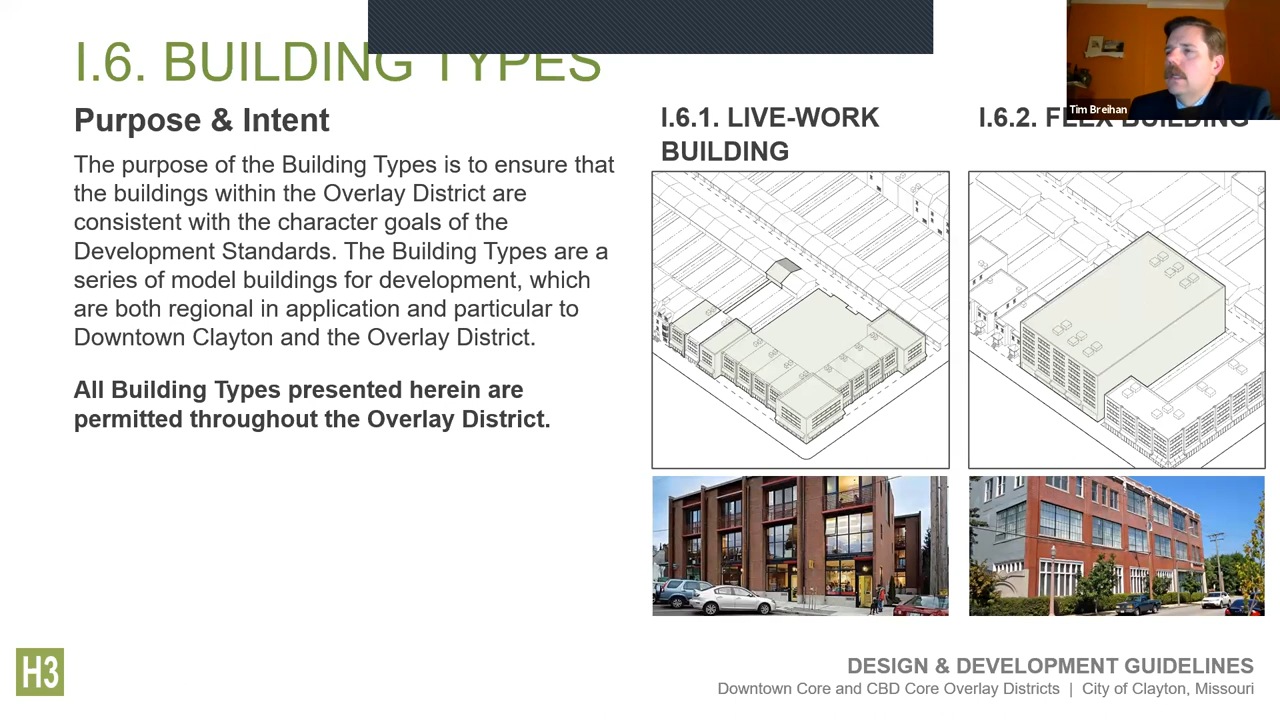 I.6. BUILDING TYPES
Purpose & Intent
The purpose of the Building Types is to ensure that
the buildings within the Overlay District are
consistent with the character goals of the
Development Standards. The Building Types are a
series of model buildings for development, which
are both regional in application and particular to
Downtown Clayton and the Overlay District.
All Building Types presented herein are
permitted throughout the Overlay District.
I.6.1. LIVE-WORK
BUILDING
I.6.2. FLEX BUILDING
Tim Breihan
H3
DESIGN & DEVELOPMENT GUIDELINES
Downtown Core and CBD Core Overlay Districts | City of Clayton, Missouri